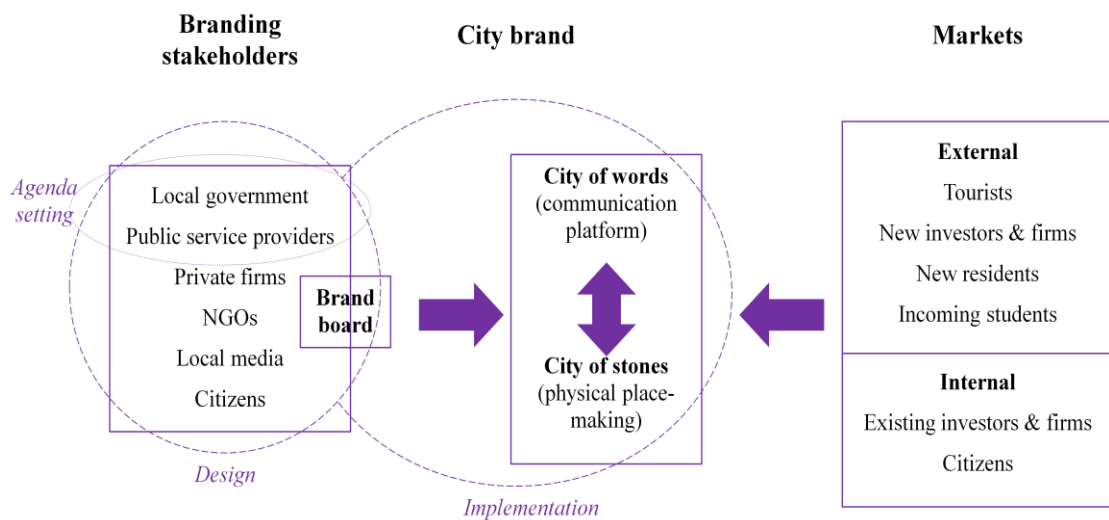 Branding
stakeholders
City brand
Markets
Agenda
setting
Local government
Public service providers
Private firms
NGOs
Local media
Citizens
Brand
board
Design
City of words
(communication
platform)
City of stones
(physical place-
making)
Implementation
External
Tourists
New investors & firms
New residents
Incoming students
Internal
Existing investors & firms
Citizens